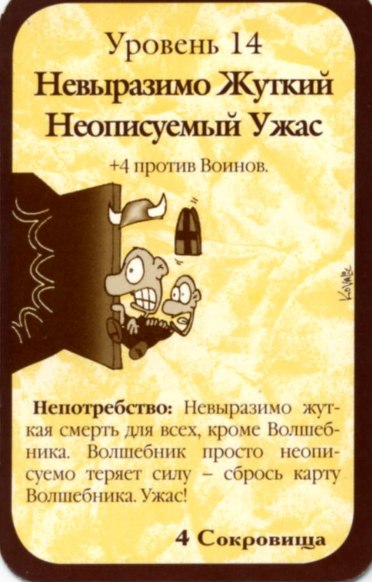 Уровень 14
Невыразимо Жуткий
Неописуемый Ужас
+4 против Воинов.
Kovalic
Непотребство: Невыразимо жут-
кая смерть для всех, кроме Волшеб-
ника. Волшебник просто неопи-
суемо теряет силу – сбрось карту
Волшебника. Ужас!
4 Сокровища